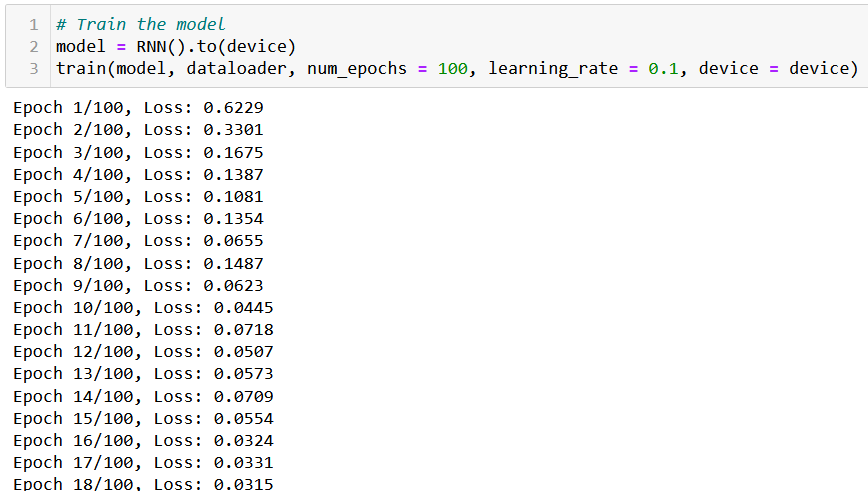 1 # Train the model
2 model = RNN().to(device)
3 train(model, dataloader, num_epochs = 100, learning_rate = 0.1, device = device)
Epoch 1/100, Loss: 0.6229
Epoch 2/100, Loss: 0.3301
Epoch 3/100, Loss: 0.1675
Epoch 4/100, Loss: 0.1387
Epoch 5/100, Loss: 0.1081
Epoch 6/100, Loss: 0.1354
Epoch 7/100, Loss: 0.0655
Epoch 8/100, Loss: 0.1487
Epoch 9/100, Loss: 0.0623
Epoch 10/100, Loss: 0.0445
Epoch 11/100, Loss: 0.0718
Epoch 12/100, Loss: 0.0507
Epoch 13/100, Loss: 0.0573
Epoch 14/100, Loss: 0.0709
Epoch 15/100, Loss: 0.0554
Epoch 16/100, Loss: 0.0324
Epoch 17/100, Loss: 0.0331
Epoch 18/100, Loss: 0.0315